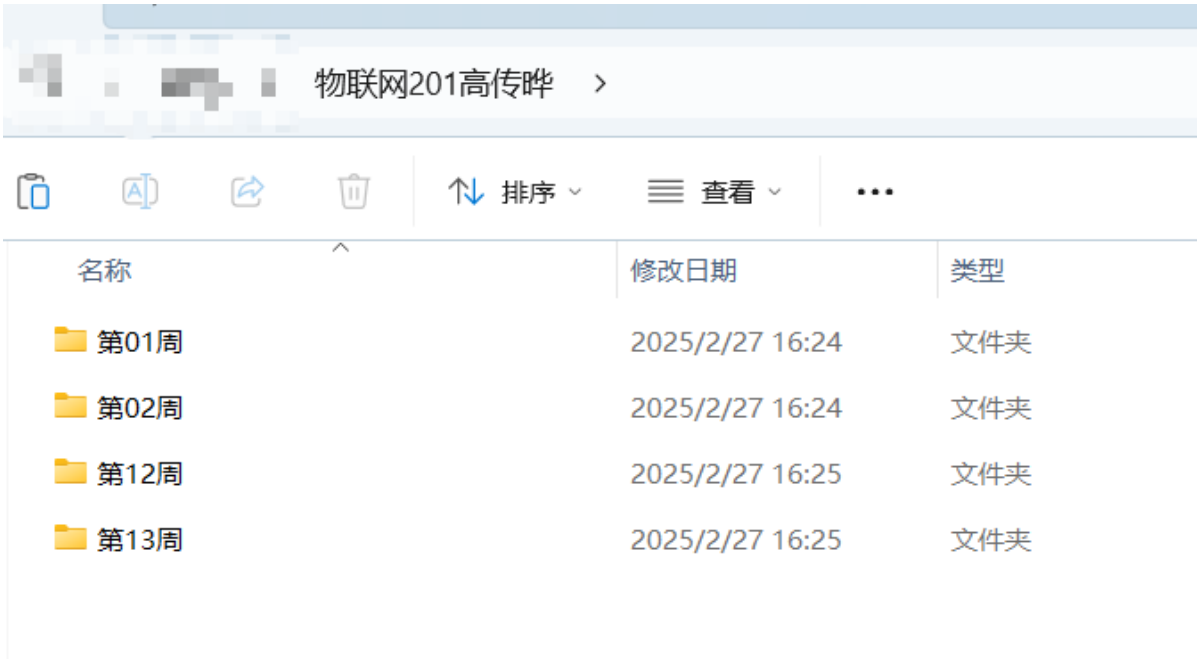 物联网201高传晔
排序 查看
名称 修改日期 类型
第01周 2025/2/27 16:24 文件夹
第02周 2025/2/27 16:24 文件夹
第12周 2025/2/27 16:25 文件夹
第13周 2025/2/27 16:25 文件夹